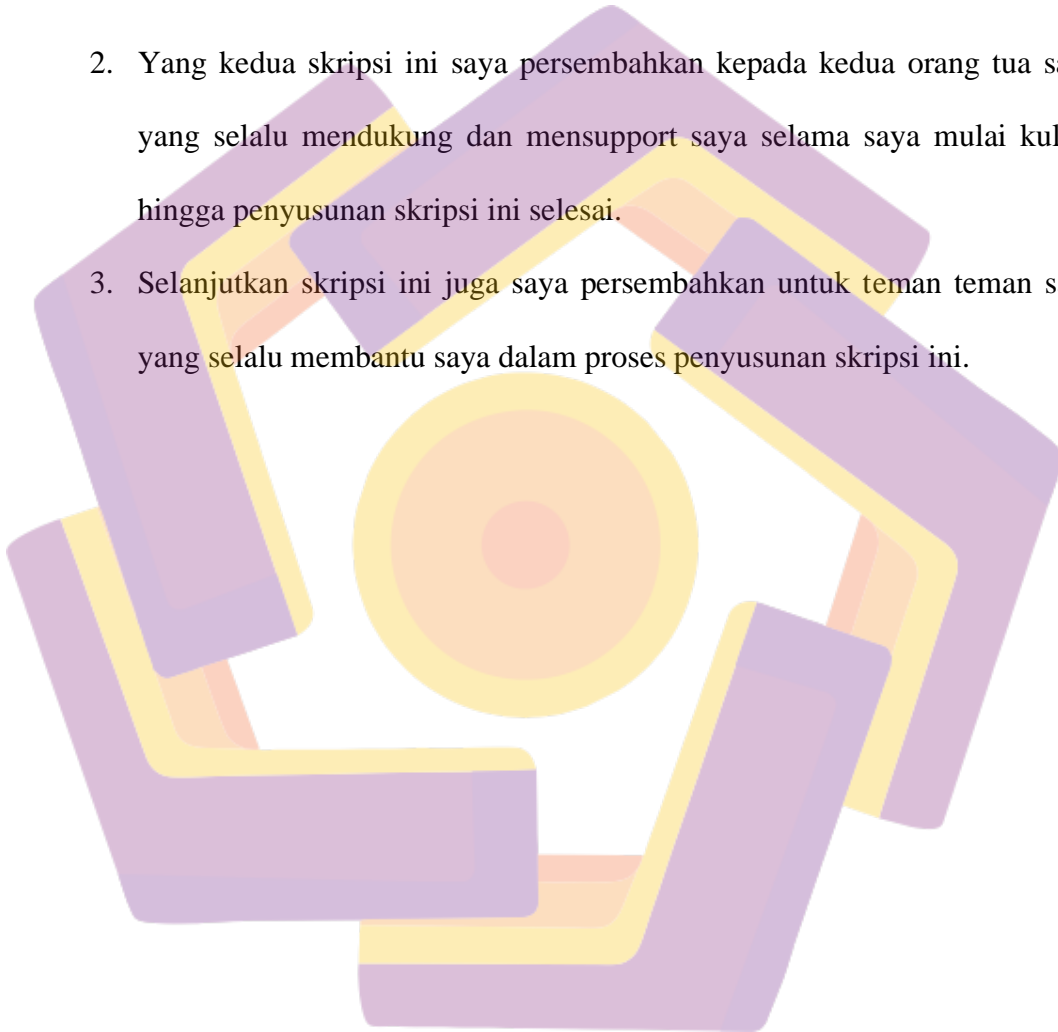 2. Yang kedua skripsi ini saya persembahkan kepada kedua orang tua
yang selalu mendukung dan mensupport saya selama saya mulai
hingga penyusunan skripsi ini selesai.
3. Selanjutkan skripsi ini juga saya persembahkan untuk teman teman
yang selalu membantu saya dalam proses penyusunan skripsi ini.